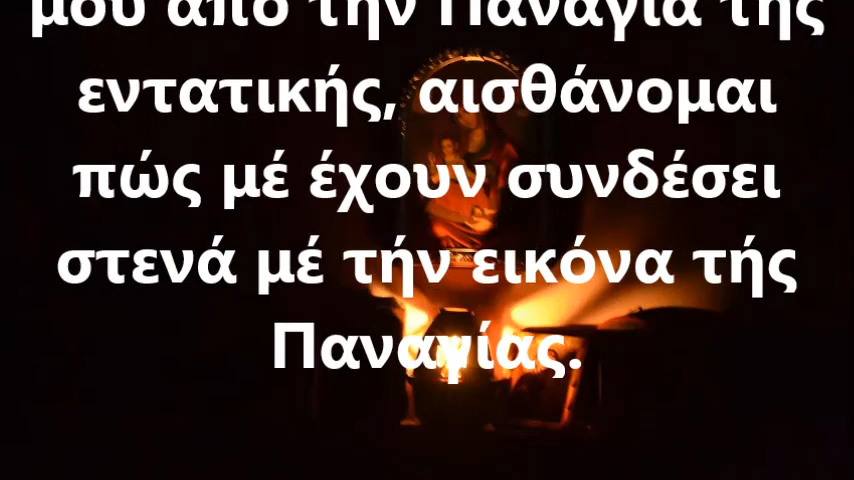 μου από τήν Παναγία τής
εντατικής, αισθάνομαι
πώς μέ έχουν συνδέσει
στενά μέ τήν εικόνα τής
Παναγίας.